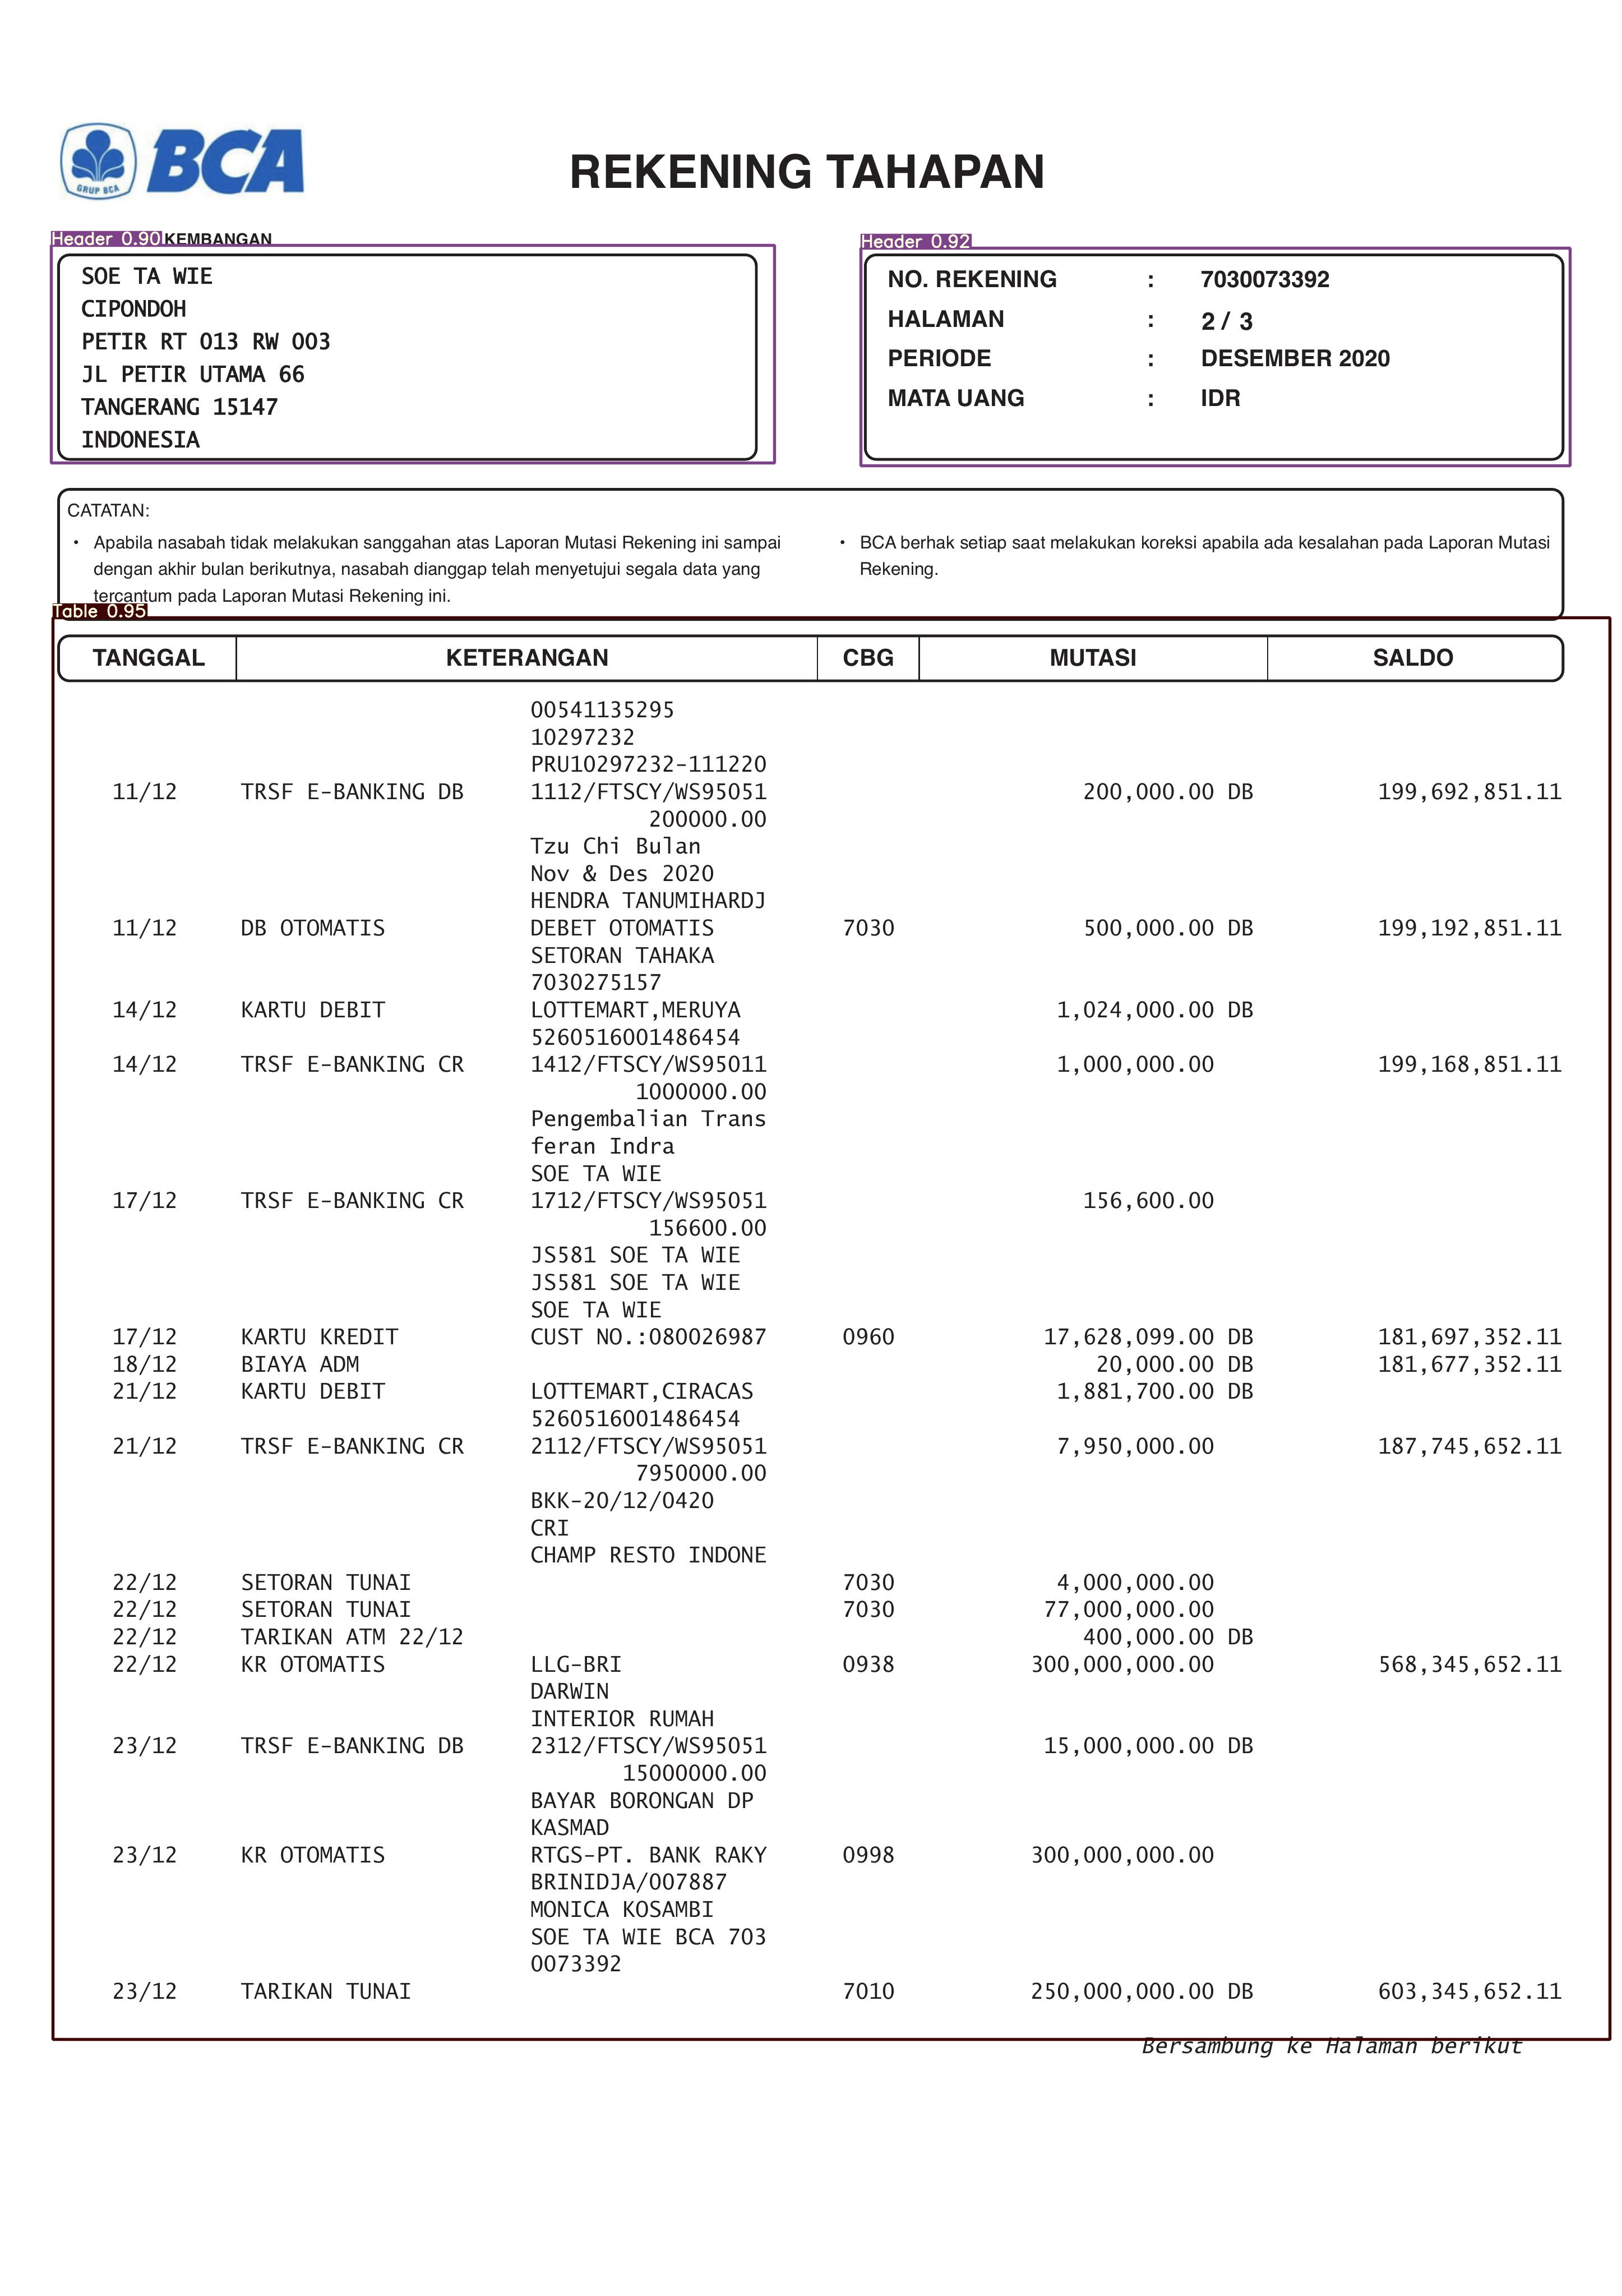 GRUP BCA
BCA
REKENING TAHAPAN
Header 0.90 KEMBANGAN
SOE TA WIE
CIPONDOH
PETIR RT 013 RW 003
JL PETIR UTAMA 66
TANGERANG 15147
INDONESIA
Header 0.92
NO. REKENING : 7030073392
HALAMAN : 2 / 3
PERIODE : DESEMBER 2020
MATA UANG : IDR
CATATAN:
• Apabila nasabah tidak melakukan sanggahan atas Laporan Mutasi Rekening ini sampai
dengan akhir bulan berikutnya, nasabah dianggap telah menyetujui segala data yang
tercantum pada Laporan Mutasi Rekening ini.
• BCA berhak setiap saat melakukan koreksi apabila ada kesalahan pada Laporan Mutasi
Rekening.
Table 0.95
TANGGAL KETERANGAN CBG MUTASI SALDO
00541135295
10297232
PRU10297232-111220
11/12 TRSF E-BANKING DB 1112/FTSCY/WS95051 200,000.00 DB 199,692,851.11
200000.00
Tzu Chi Bulan
Nov & Des 2020
HENDRA TANUMIHARDJ
11/12 DB OTOMATIS DEBET OTOMATIS 7030 500,000.00 DB 199,192,851.11
SETORAN TAHAKA
7030275157
14/12 KARTU DEBIT LOTTEMART,MERUYA 1,024,000.00 DB
5260516001486454
14/12 TRSF E-BANKING CR 1412/FTSCY/WS95011 1,000,000.00 199,168,851.11
1000000.00
Pengembalian Trans
feran Indra
SOE TA WIE
17/12 TRSF E-BANKING CR 1712/FTSCY/WS95051 156,600.00
156600.00
JS581 SOE TA WIE
JS581 SOE TA WIE
SOE TA WIE
17/12 KARTU KREDIT CUST NO.:080026987 0960 17,628,099.00 DB 181,697,352.11
18/12 BIAYA ADM 20,000.00 DB 181,677,352.11
21/12 KARTU DEBIT LOTTEMART,CIRACAS 1,881,700.00 DB
5260516001486454
21/12 TRSF E-BANKING CR 2112/FTSCY/WS95051 7,950,000.00 187,745,652.11
7950000.00
BKK-20/12/0420
CRI
CHAMP RESTO INDONE
22/12 SETORAN TUNAI 7030 4,000,000.00
22/12 SETORAN TUNAI 7030 77,000,000.00
22/12 TARIKAN ATM 22/12 400,000.00 DB
22/12 KR OTOMATIS LLG-BRI 0938 300,000,000.00 568,345,652.11
DARWIN
INTERIOR RUMAH
23/12 TRSF E-BANKING DB 2312/FTSCY/WS95051 15,000,000.00 DB
15000000.00
BAYAR BORONGAN DP
KASMAD
23/12 KR OTOMATIS RTGS-PT. BANK RAKY 0998 300,000,000.00
BRINIDJA/007887
MONICA KOSAMBI
SOE TA WIE BCA 703
0073392
23/12 TARIKAN TUNAI 7010 250,000,000.00 DB 603,345,652.11
Bersambung ke Halaman berikut